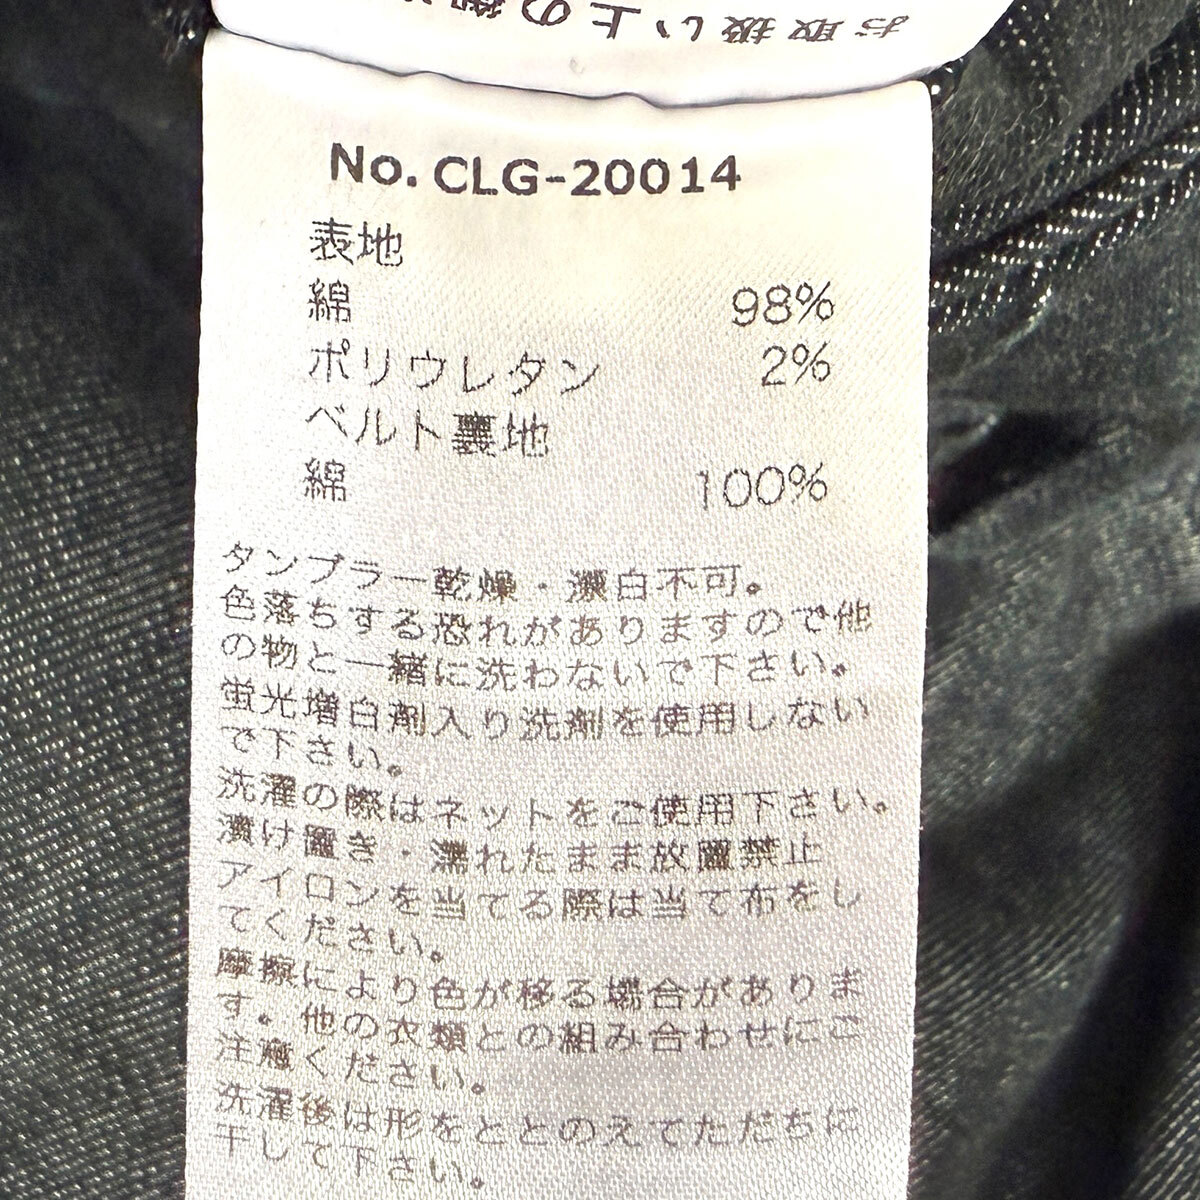 お取扱い上の
No. CLG-20014
表地
綿 98%
ポリウレタン 2%
ベルト裏地
綿 100%
タンブラー乾燥・漂白不可。
色落ちする恐れがありますので他
の物と一緒に洗わないで下さい。
蛍光増白剤入り洗剤を使用しない
で下さい。
洗濯の際はネットをご使用下さい。
漬け置き・濡れたまま放置禁止
アイロンを当てる際は当て布をし
てください。
摩擦により色が移る場合がありま
す。他の衣類との組み合わせにご
注意ください。
洗濯後は形をととのえてただちに
干して下さい。